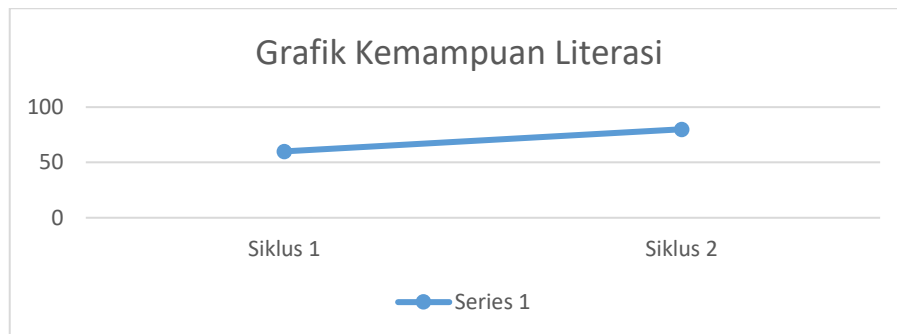 Grafik Kemampuan Literasi
100
50
0
Siklus 1
Siklus 2
Series 1